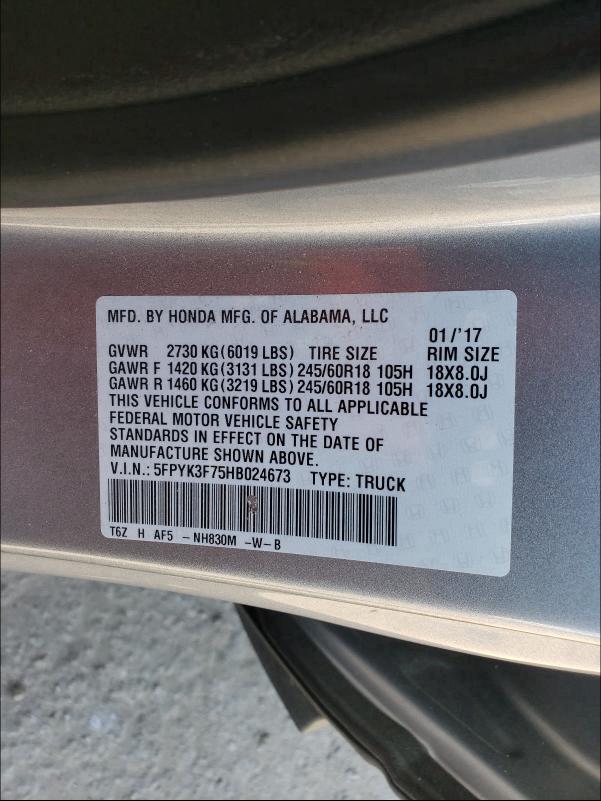 MFD. BY HONDA MFG. OF ALABAMA, LLC
01/'17
GVWR 2730 KG(6019 LBS) TIRE SIZE RIM SIZE
GAWR F 1420 KG(3131 LBS)245/60R18 105H 18X8.0J
GAWR R 1460 KG(3219 LBS)245/60R18 105H 18X8.0J
THIS VEHICLE CONFORMS TO ALL APPLICABLE
FEDERAL MOTOR VEHICLE SAFETY
STANDARDS IN EFFECT ON THE DATE OF
MANUFACTURE SHOWN ABOVE.
V.I.N.: 5FPYK3F75HB024673 TYPE: TRUCK
T6Z H AF5 - NH830M -W-B